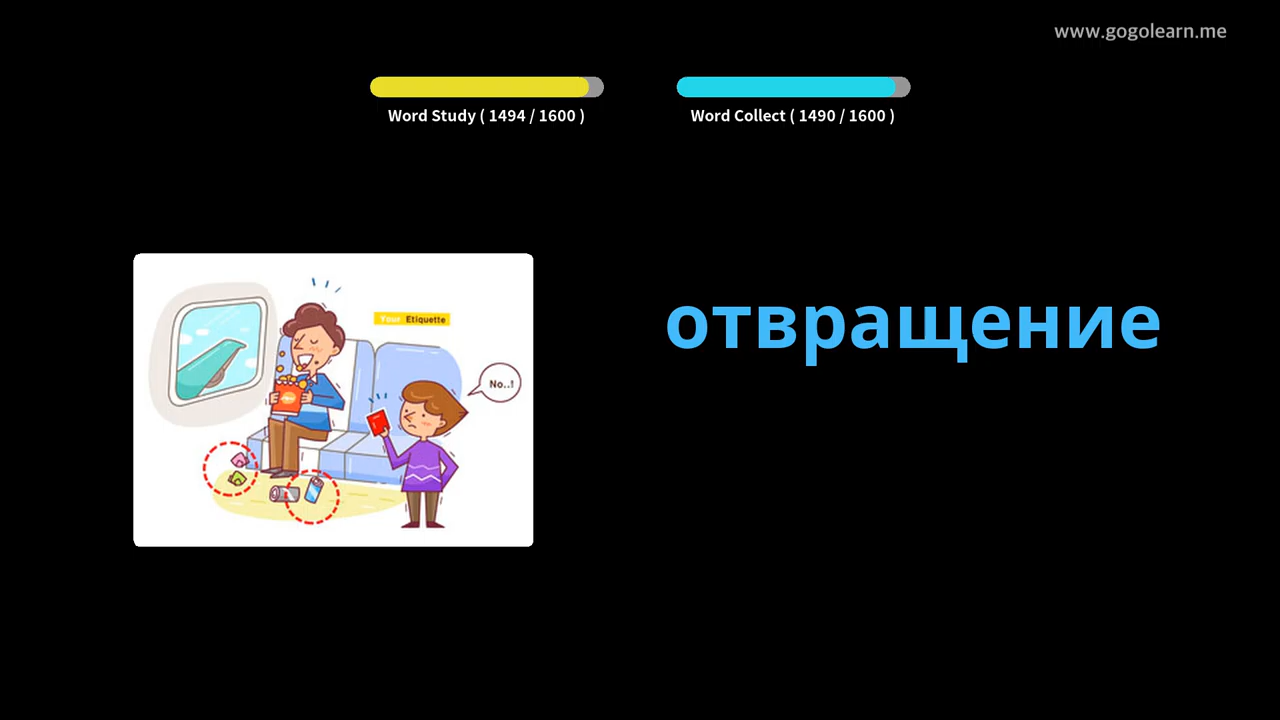 www.gogolearn.me
Word Study ( 1494 / 1600 )
Word Collect ( 1490 / 1600 )
Your Etiquette
No..!
отвращение